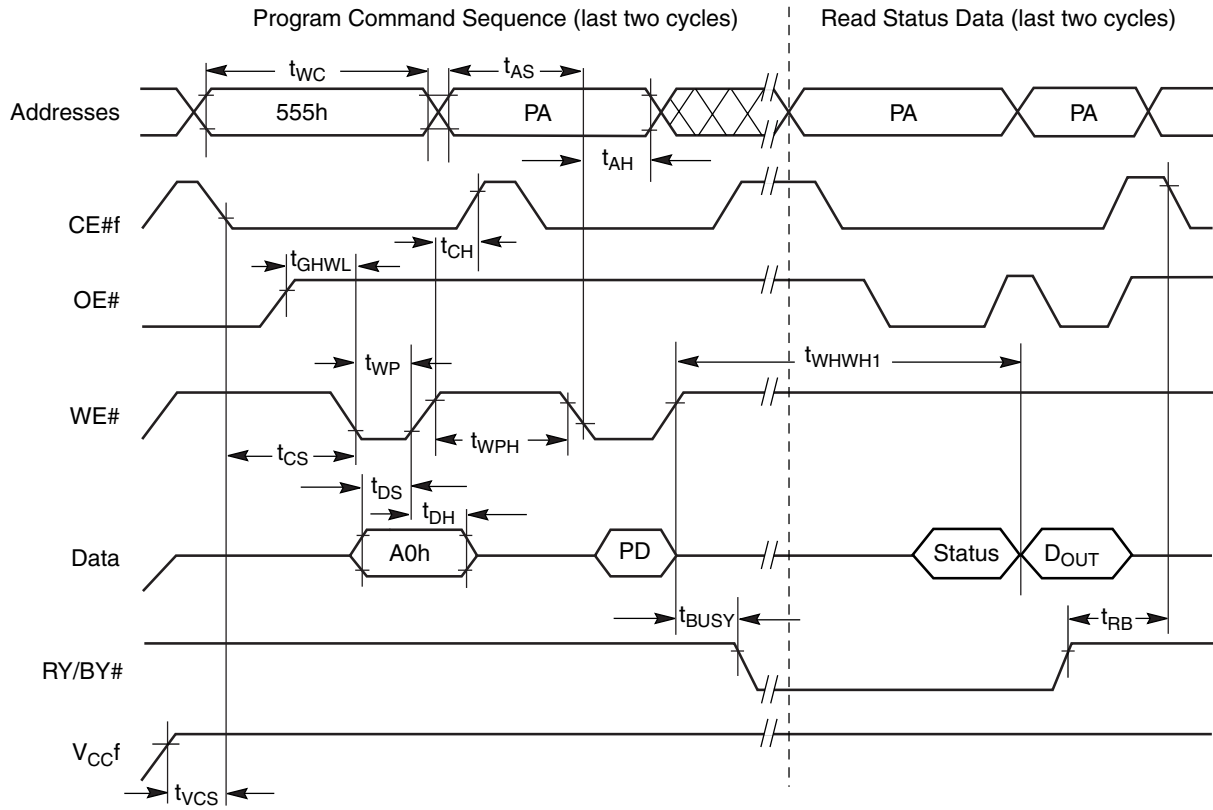 Program Command Sequence (last two cycles)
Read Status Data (last two cycles)
tWC
tAS
Addresses
555h
PA
PA
PA
tAH
CE#f
tCH
tGHWL
OE#
tWP
tWHWH1
WE#
tCS
tWPH
tDS
tDH
Data
A0h
PD
Status
DOUT
tBUSY
tRB
RY/BY#
VCCf
tVCS